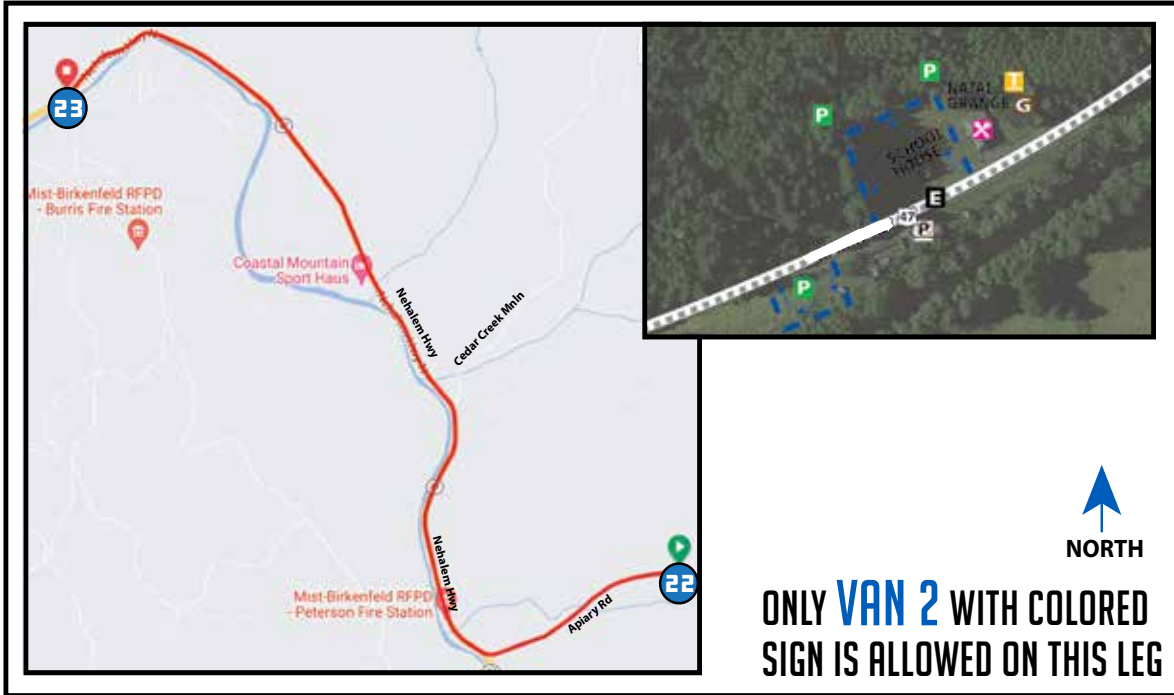 23
Mist-Birkenfeld RFPD
- Burris Fire Station
Coastal Mountain
Sport Haus
Nehalem Hwy
Cedar Creek Mnln
Nehalem Hwy
Mist-Birkenfeld RFPD
- Peterson Fire Station
Apiary Rd
22
P
P
NATAL
GRANGE
T
G
SCHOOL
HOUSE
E
47
P
P
NORTH
ONLY VAN 2 WITH COLORED
SIGN IS ALLOWED ON THIS LEG